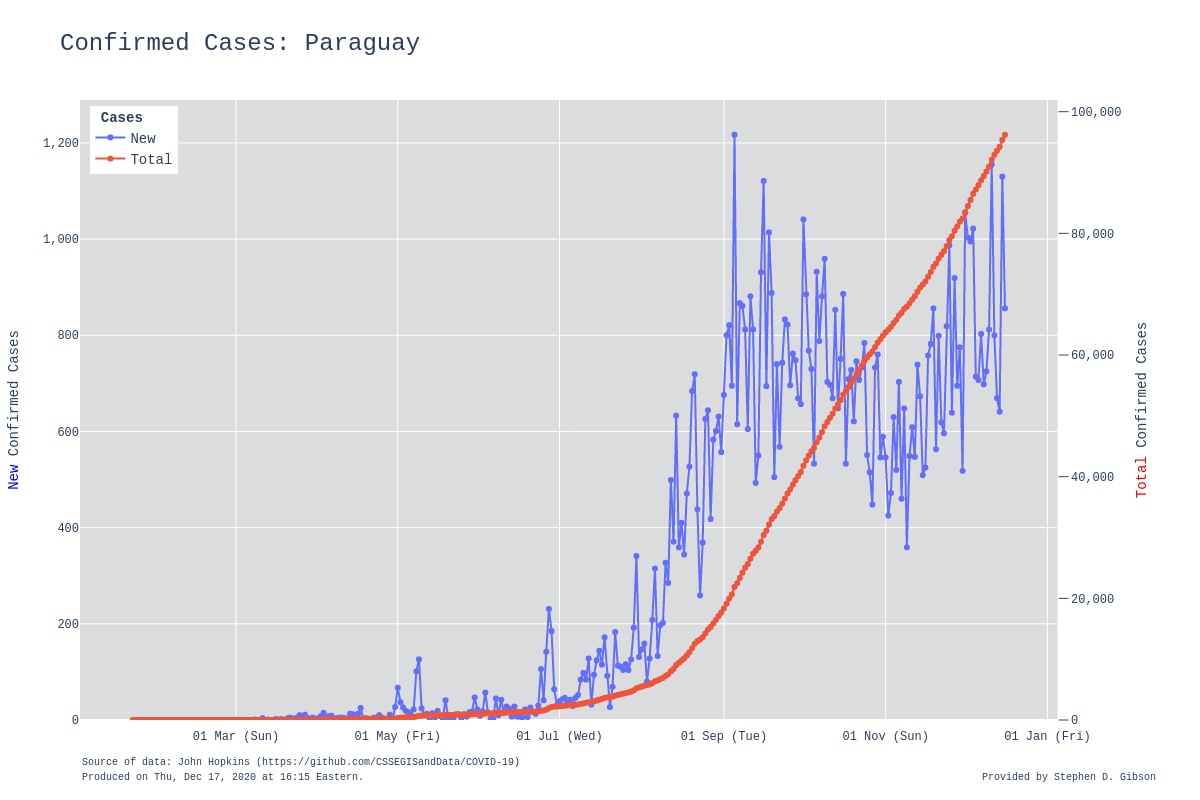 Confirmed Cases: Paraguay
Cases
New
Total
1,200
1,000
800
600
400
200
0
100,000
80,000
60,000
40,000
20,000
0
New Confirmed Cases
Total Confirmed Cases
01 Mar (Sun)
01 May (Fri)
01 Jul (Wed)
01 Sep (Tue)
01 Nov (Sun)
01 Jan (Fri)
Source of data: John Hopkins (https://github.com/CSSEGISandData/COVID-19)
Produced on Thu, Dec 17, 2020 at 16:15 Eastern.
Provided by Stephen D. Gibson